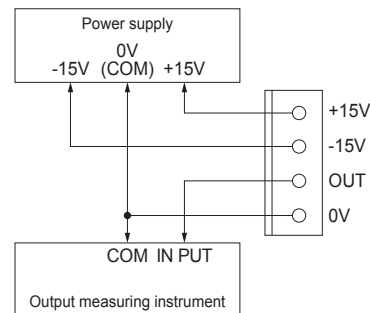 Power supply
0V
-15V (COM) +15V
+15V
-15V
OUT
0V
COM IN PUT
Output measuring instrument